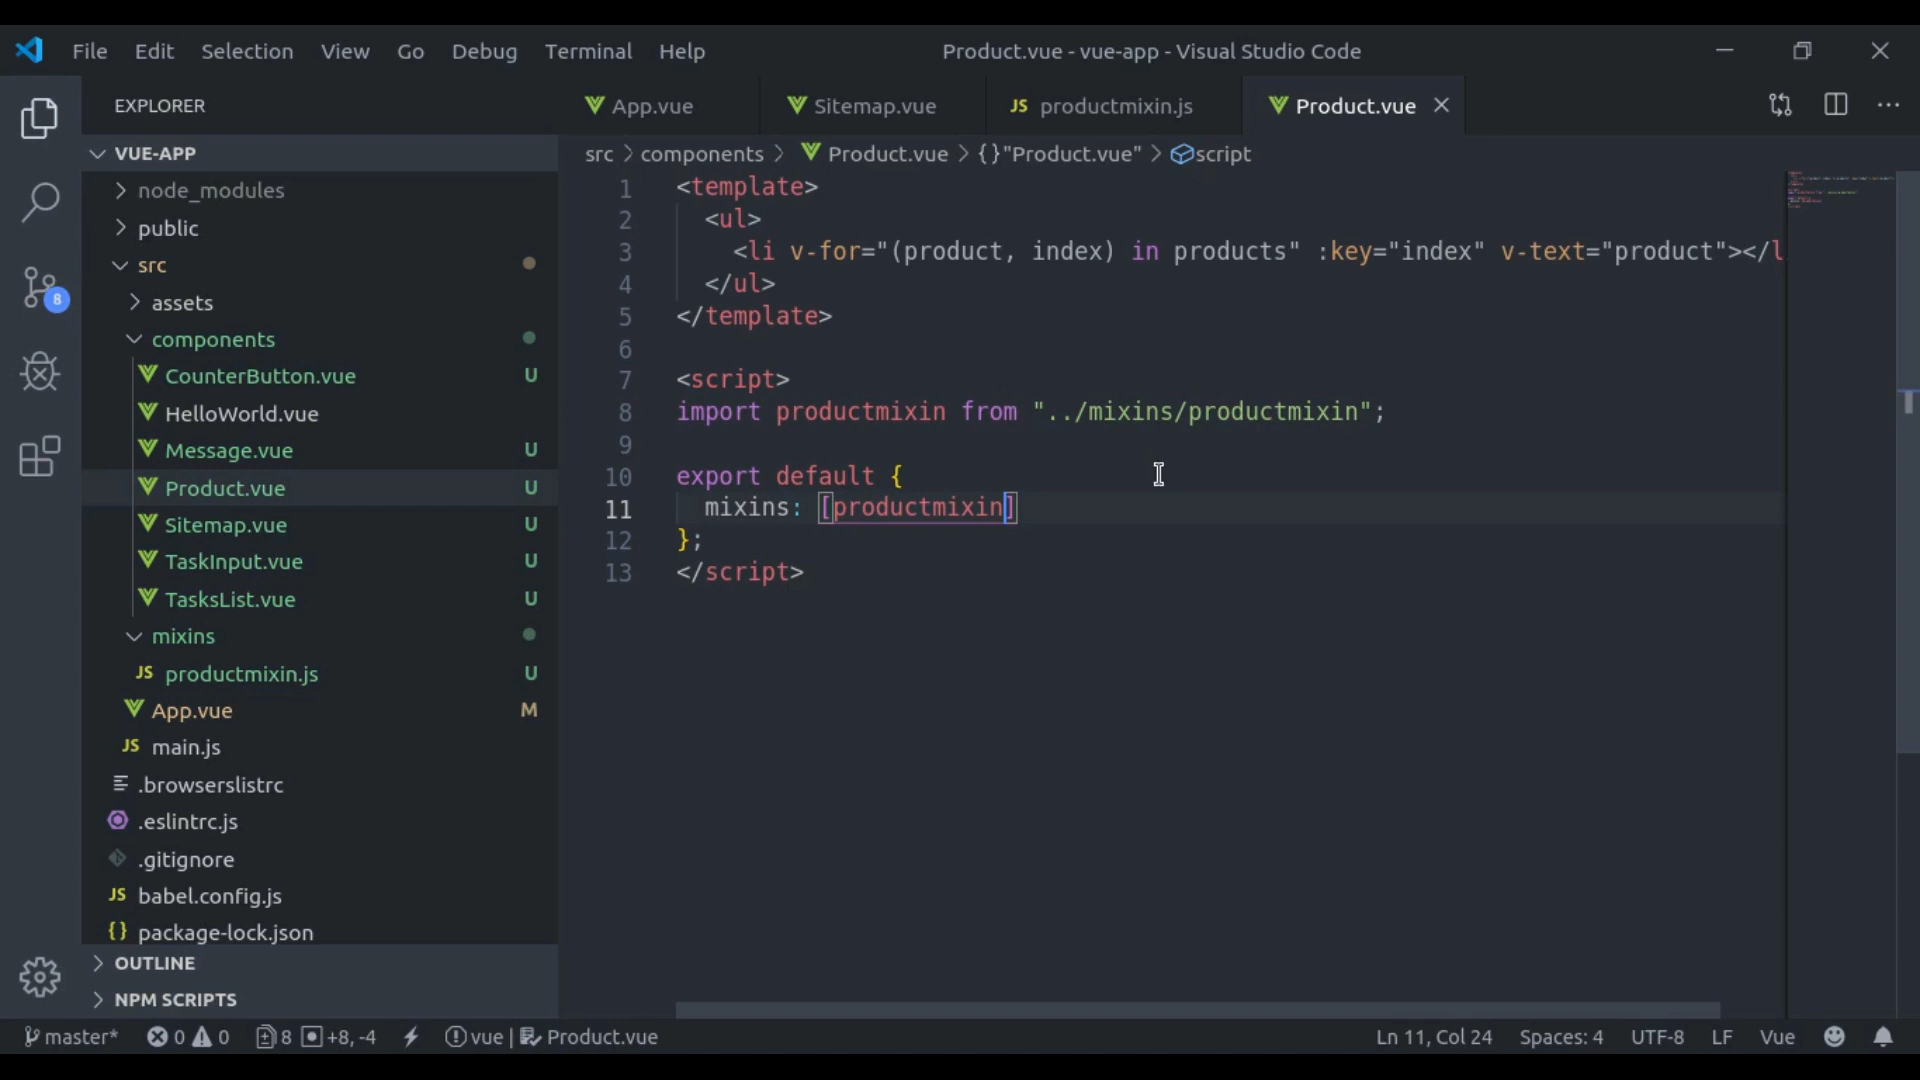 File Edit Selection View Go Debug Terminal Help
Product.vue - vue-app - Visual Studio Code
EXPLORER
App.vue
Sitemap.vue
JS productmixin.js
Product.vue
VUE-APP
src > components > Product.vue > {} "Product.vue" > script
node_modules
public
src
assets
components
CounterButton.vue U
HelloWorld.vue
Message.vue U
Product.vue U
Sitemap.vue U
TaskInput.vue U
TasksList.vue U
mixins
JS productmixin.js U
App.vue M
JS main.js
.browserslistrc
.eslintrc.js
.gitignore
JS babel.config.js
{} package-lock.json
OUTLINE
NPM SCRIPTS
8
1 <template>
2 <ul>
3 <li v-for="(product, index) in products" :key="index" v-text="product"></l
4 </ul>
5 </template>
6
7 <script>
8 import productmixin from "../mixins/productmixin";
9
10 export default {
11 mixins: [productmixin]
12 };
13 </script>
master* 0 0 8 +8, -4 vue | Product.vue
Ln 11, Col 24 Spaces: 4 UTF-8 LF Vue